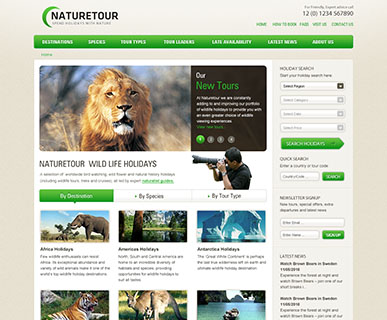 NATURETOUR
SPEND HOLIDAYS WITH NATURE
For Friendly, Expert advice call
12 (0) 1234 567890
HOME HOW TO BOOK FAQS VISIT US CONTACT US
DESTINATIONS SPECIES TOUR TYPES TOUR LEADERS LATE AVAILABILITY LATEST NEWS ABOUT US
Our
New Tours
At Naturetour we are constantly
adding to and improving our portfolio
of wildlife holidays to provide you with
an even greater choice of wildlife
viewing experiences
View new tours...
1 2 3 4
NATURETOUR WILD LIFE HOLIDAYS
A selection of worldwide bird watching, wild flower and natural history holidays
(including wildlife tours, treks and cruises), all led by expert naturalist guides.
By Destination
By Species
By Tour Type
Africa Holidays
Few wildlife enthusiasts can resist
Africa. Its exceptional abundance and
variety of wild animals make it one of the
world's top wildlife holiday destinations
Americas Holidays
North, South and Central America
are to an incredible diversity of
habitats and species, providing
opportunities for wildlife holidays to
suit all tastes.
Antarctica Holidays
The 'Great White Continent' is perhaps
the last true wilderness left on earth and
the ultimate wildlife holiday destination
HOLIDAY SEARCH
Start your holiday search here.
Select Region
Select Category
Select Date
Select Price
SEARCH HOLIDAYS
QUICK SEARCH
Enter a country or tour code
Country/Code ...
SEARCH
NEWSLETTER SIGNUP
New tours, special offers, extra
departures and latest news
Enter Email
Enter Email ...
SIGN UP
LATEST NEWS
Watch Brown Bears in Sweden
11/05/2010
Experience the forest at night and
watch Brown Bears – join one of our
short breaks i...
Watch Brown Bears in Sweden
11/05/2010
Experience the forest at night and
watch Brown Bears – join one of our